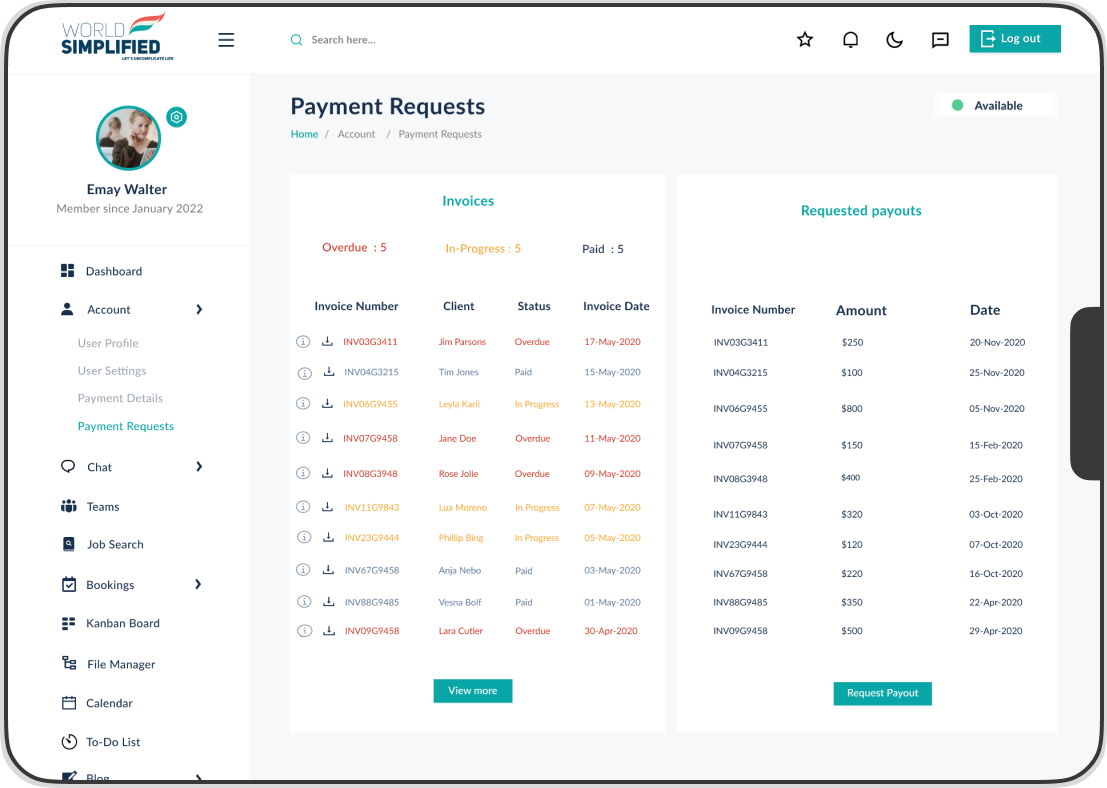 WORLD
SIMPLIFIED
LET'S UNCOMPLICATE LIFE
Search here...
Log out
Emay Walter
Member since January 2022
Dashboard
Account
User Profile
User Settings
Payment Details
Payment Requests
Chat
Teams
Job Search
Bookings
Kanban Board
File Manager
Calendar
To-Do List
Blog
Payment Requests
Home / Account / Payment Requests
Available
Invoices
Overdue : 5 In-Progress : 5 Paid : 5
Invoice Number Client Status Invoice Date
INV03G3411 Jim Parsons Overdue 17-May-2020
INV04G3215 Tim Jones Paid 15-May-2020
INV06G9455 Leyla Karii In Progress 13-May-2020
INV07G9458 Jane Doe Overdue 11-May-2020
INV08G3948 Rose Jolie Overdue 09-May-2020
INV11G9843 Lua Moreno In Progress 07-May-2020
INV23G9444 Phillip Bing In Progress 05-May-2020
INV67G9458 Anja Nebo Paid 03-May-2020
INV88G9485 Vesna Bolf Paid 01-May-2020
INV09G9458 Lara Cutler Overdue 30-Apr-2020
View more
Requested payouts
Invoice Number Amount Date
INV03G3411 $250 20-Nov-2020
INV04G3215 $100 25-Nov-2020
INV06G9455 $800 05-Nov-2020
INV07G9458 $150 15-Feb-2020
INV08G3948 $400 25-Feb-2020
INV11G9843 $320 03-Oct-2020
INV23G9444 $120 07-Oct-2020
INV67G9458 $220 16-Oct-2020
INV88G9485 $350 22-Apr-2020
INV09G9458 $500 29-Apr-2020
Request Payout